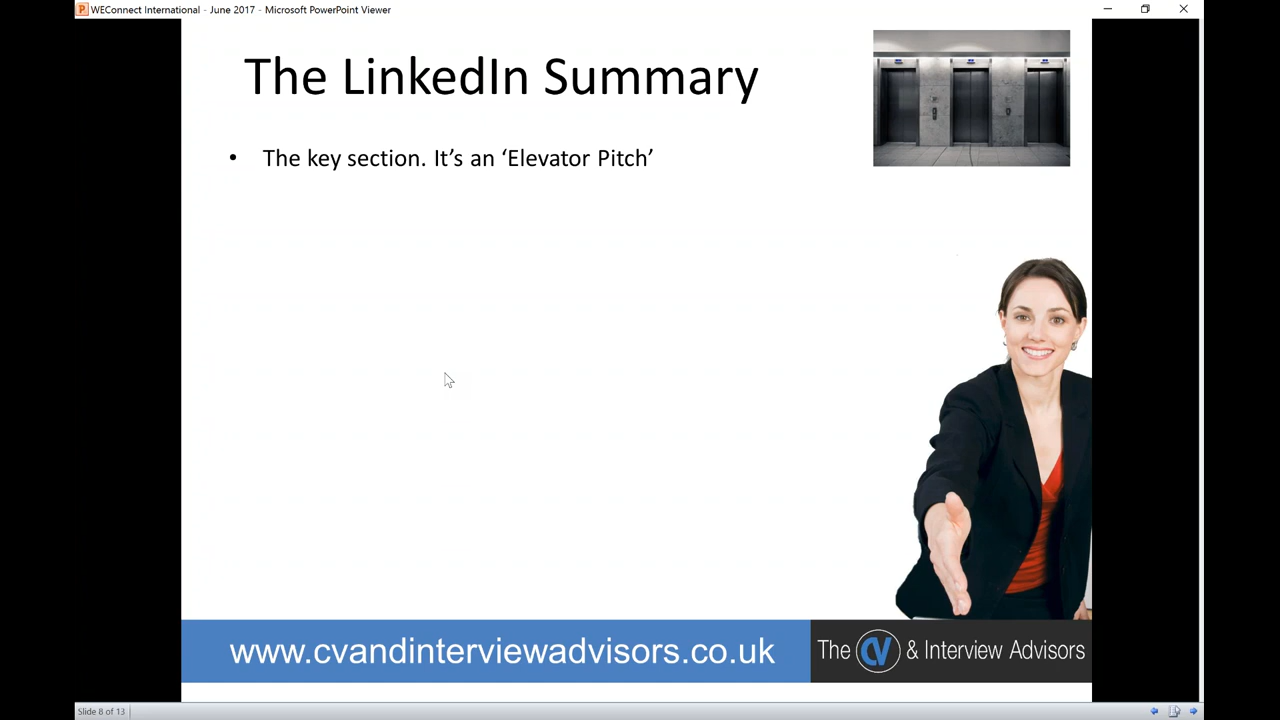 WEConnect International - June 2017 - Microsoft PowerPoint Viewer
The LinkedIn Summary
• The key section. It’s an ‘Elevator Pitch’
www.cvandinterviewadvisors.co.uk
The CV & Interview Advisors
Slide 8 of 13